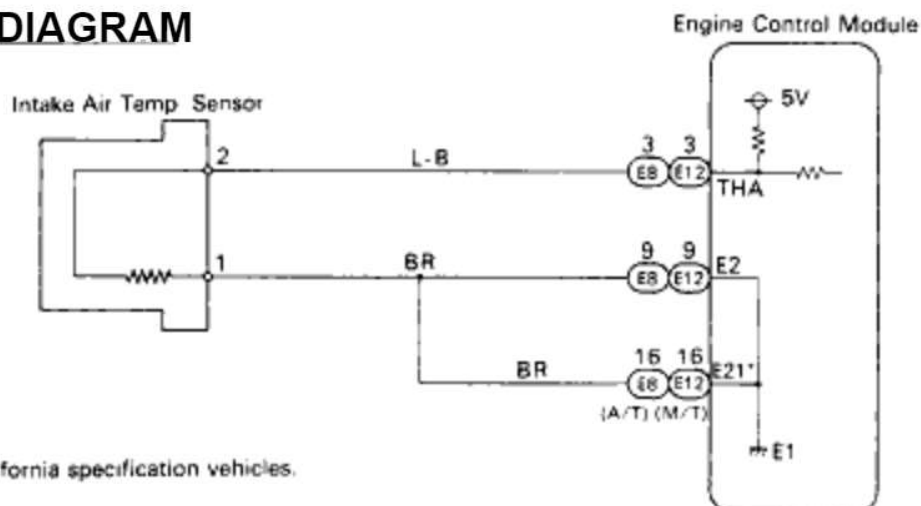 DIAGRAM
Engine Control Module
Intake Air Temp Sensor
5V
2
L-B
3 3
E8 E12
THA
1
BR
9 9
E8 E12
E2
BR
16 16
E8 E12
E21*
(A/T) (M/T)
E1
fornia specification vehicles.